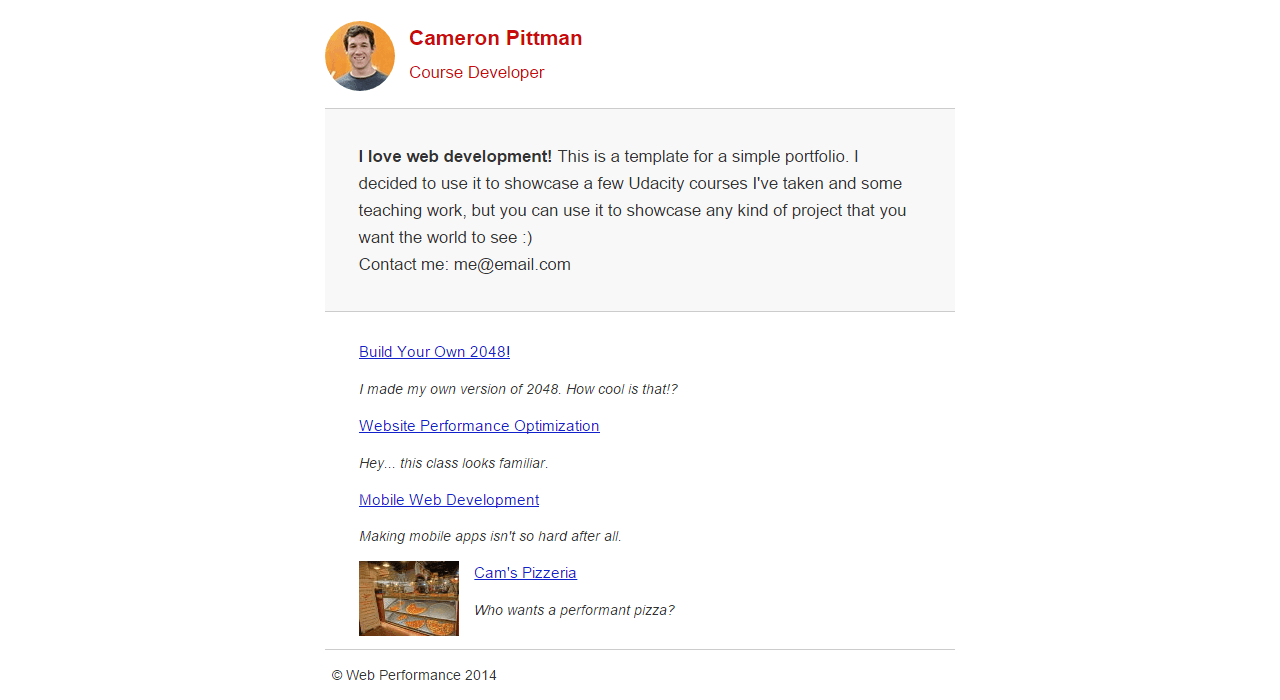 Cameron Pittman
Course Developer
I love web development! This is a template for a simple portfolio. I
decided to use it to showcase a few Udacity courses I've taken and some
teaching work, but you can use it to showcase any kind of project that you
want the world to see :)
Contact me: me@email.com
Build Your Own 2048!
I made my own version of 2048. How cool is that!?
Website Performance Optimization
Hey... this class looks familiar.
Mobile Web Development
Making mobile apps isn't so hard after all.
Cam's Pizzeria
Who wants a performant pizza?
© Web Performance 2014